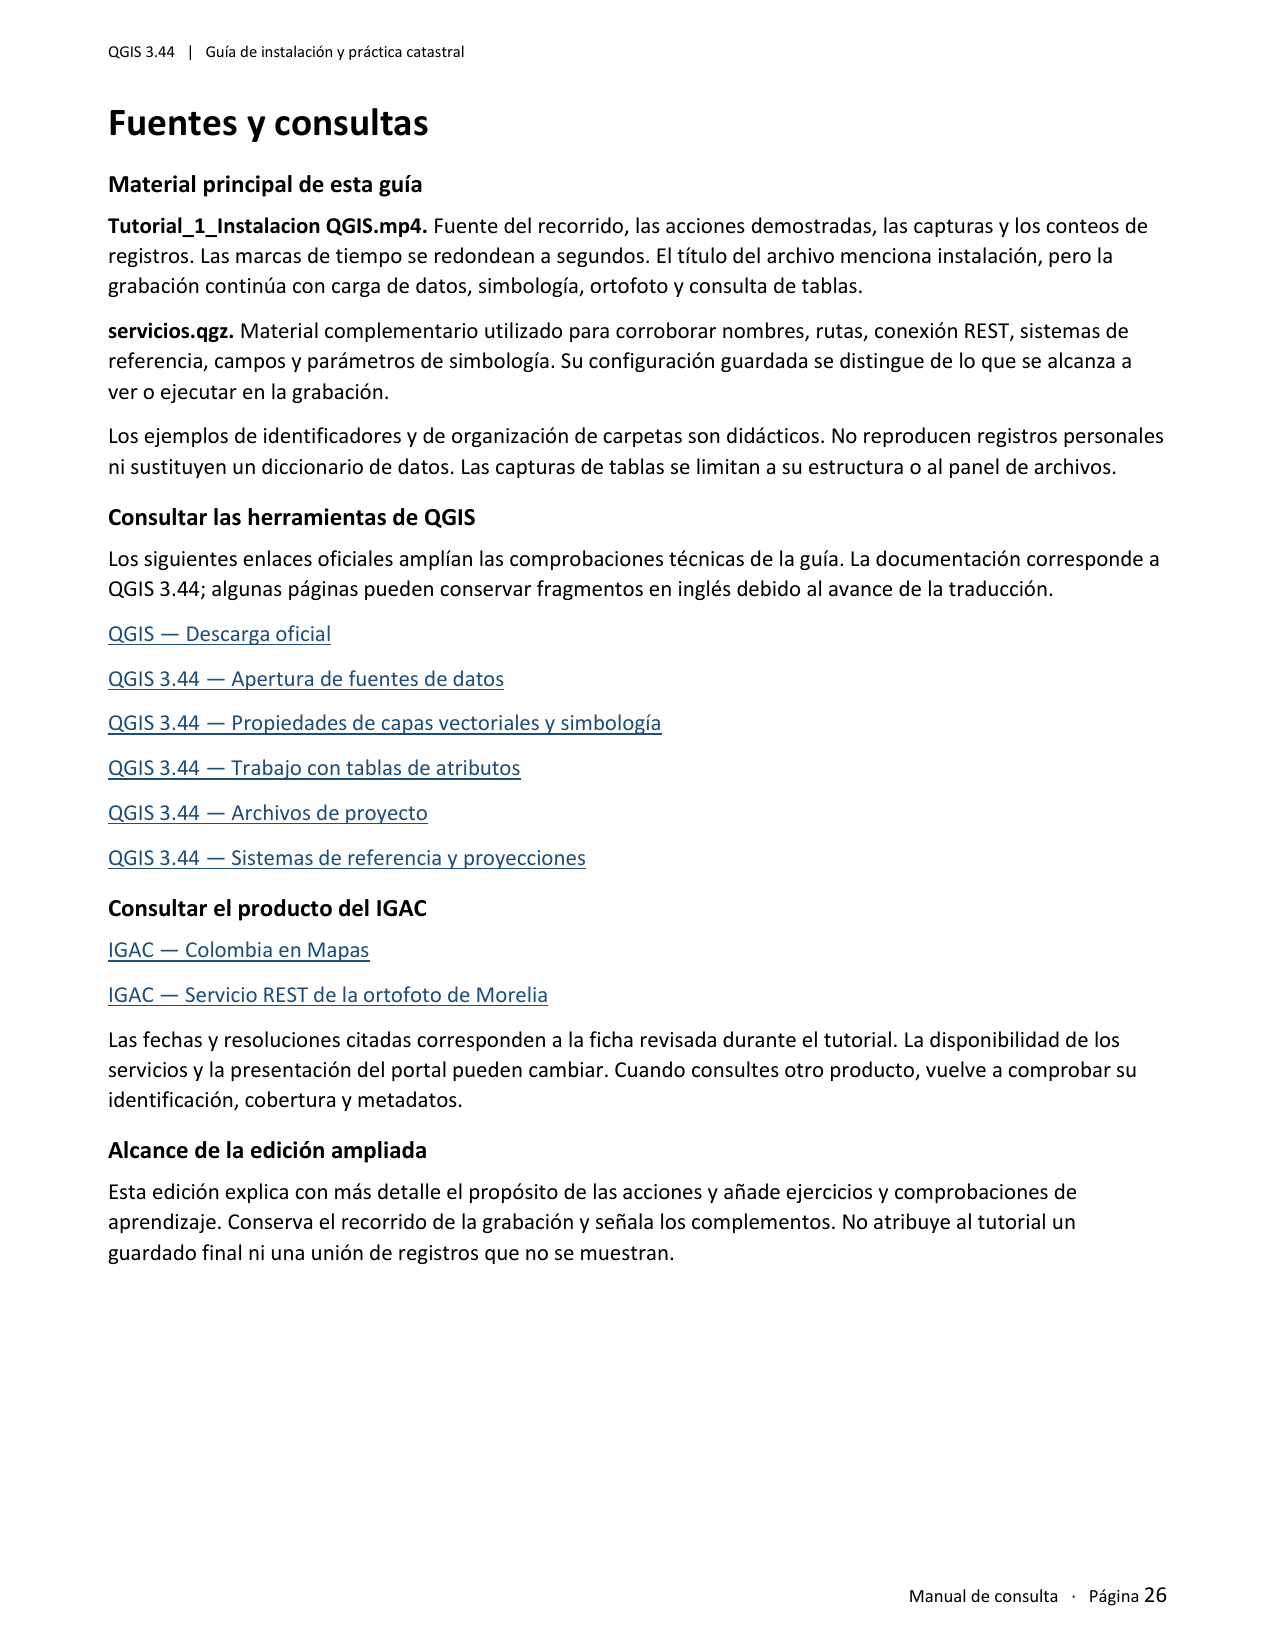 QGIS 3.44 | Guía de instalación y práctica catastral
Fuentes y consultas
Material principal de esta guía
Tutorial_1_Instalacion QGIS.mp4. Fuente del recorrido, las acciones demostradas, las capturas y los conteos de
registros. Las marcas de tiempo se redondean a segundos. El título del archivo menciona instalación, pero la
grabación continúa con carga de datos, simbología, ortofoto y consulta de tablas.
servicios.qgz. Material complementario utilizado para corroborar nombres, rutas, conexión REST, sistemas de
referencia, campos y parámetros de simbología. Su configuración guardada se distingue de lo que se alcanza a
ver o ejecutar en la grabación.
Los ejemplos de identificadores y de organización de carpetas son didácticos. No reproducen registros personales
ni sustituyen un diccionario de datos. Las capturas de tablas se limitan a su estructura o al panel de archivos.
Consultar las herramientas de QGIS
Los siguientes enlaces oficiales amplían las comprobaciones técnicas de la guía. La documentación corresponde a
QGIS 3.44; algunas páginas pueden conservar fragmentos en inglés debido al avance de la traducción.
QGIS — Descarga oficial
QGIS 3.44 — Apertura de fuentes de datos
QGIS 3.44 — Propiedades de capas vectoriales y simbología
QGIS 3.44 — Trabajo con tablas de atributos
QGIS 3.44 — Archivos de proyecto
QGIS 3.44 — Sistemas de referencia y proyecciones
Consultar el producto del IGAC
IGAC — Colombia en Mapas
IGAC — Servicio REST de la ortofoto de Morelia
Las fechas y resoluciones citadas corresponden a la ficha revisada durante el tutorial. La disponibilidad de los
servicios y la presentación del portal pueden cambiar. Cuando consultes otro producto, vuelve a comprobar su
identificación, cobertura y metadatos.
Alcance de la edición ampliada
Esta edición explica con más detalle el propósito de las acciones y añade ejercicios y comprobaciones de
aprendizaje. Conserva el recorrido de la grabación y señala los complementos. No atribuye al tutorial un
guardado final ni una unión de registros que no se muestran.
Manual de consulta · Página 26